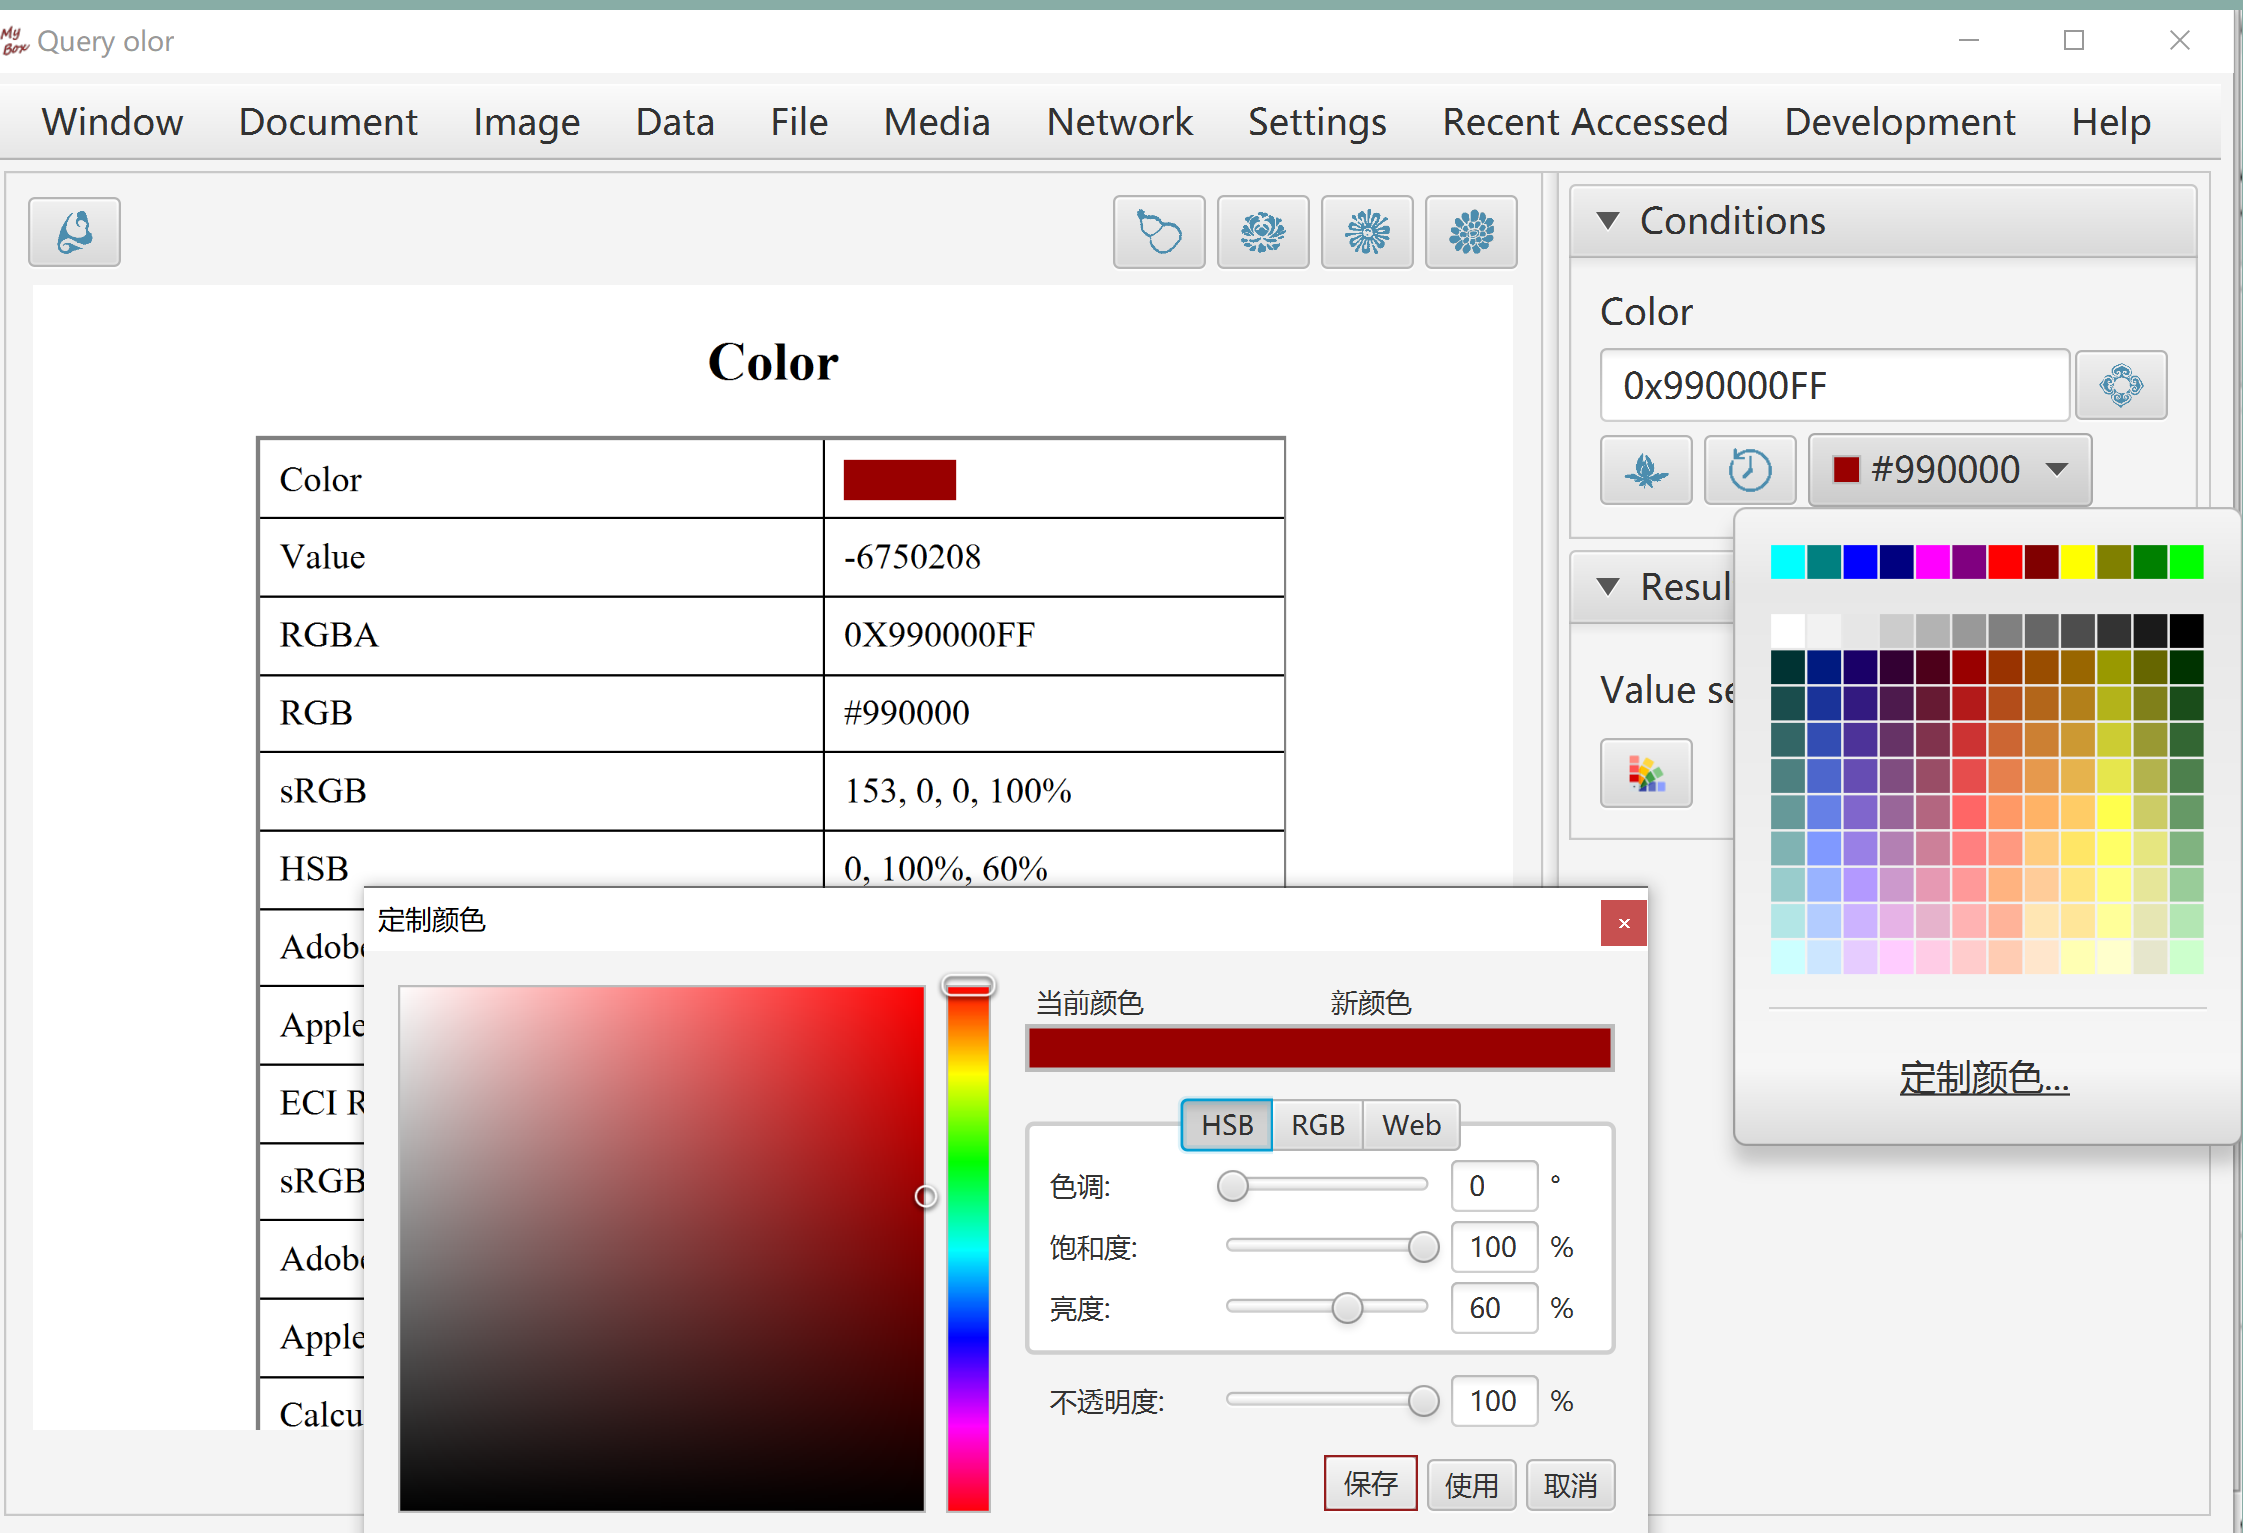 My Box Query olor
Window Document Image Data File Media Network Settings Recent Accessed Development Help
Color
Color
Value -6750208
RGBA 0X990000FF
RGB #990000
sRGB 153, 0, 0, 100%
HSB 0, 100%, 60%
Adobe
Apple
ECI R
sRGB
Adobe
Apple
Calcu
Conditions
Color
0x990000FF
#990000
Resul
Value se
定制颜色...
定制颜色
x
当前颜色 新颜色
HSB RGB Web
色调: 0 °
饱和度: 100 %
亮度: 60 %
不透明度: 100 %
保存 使用 取消